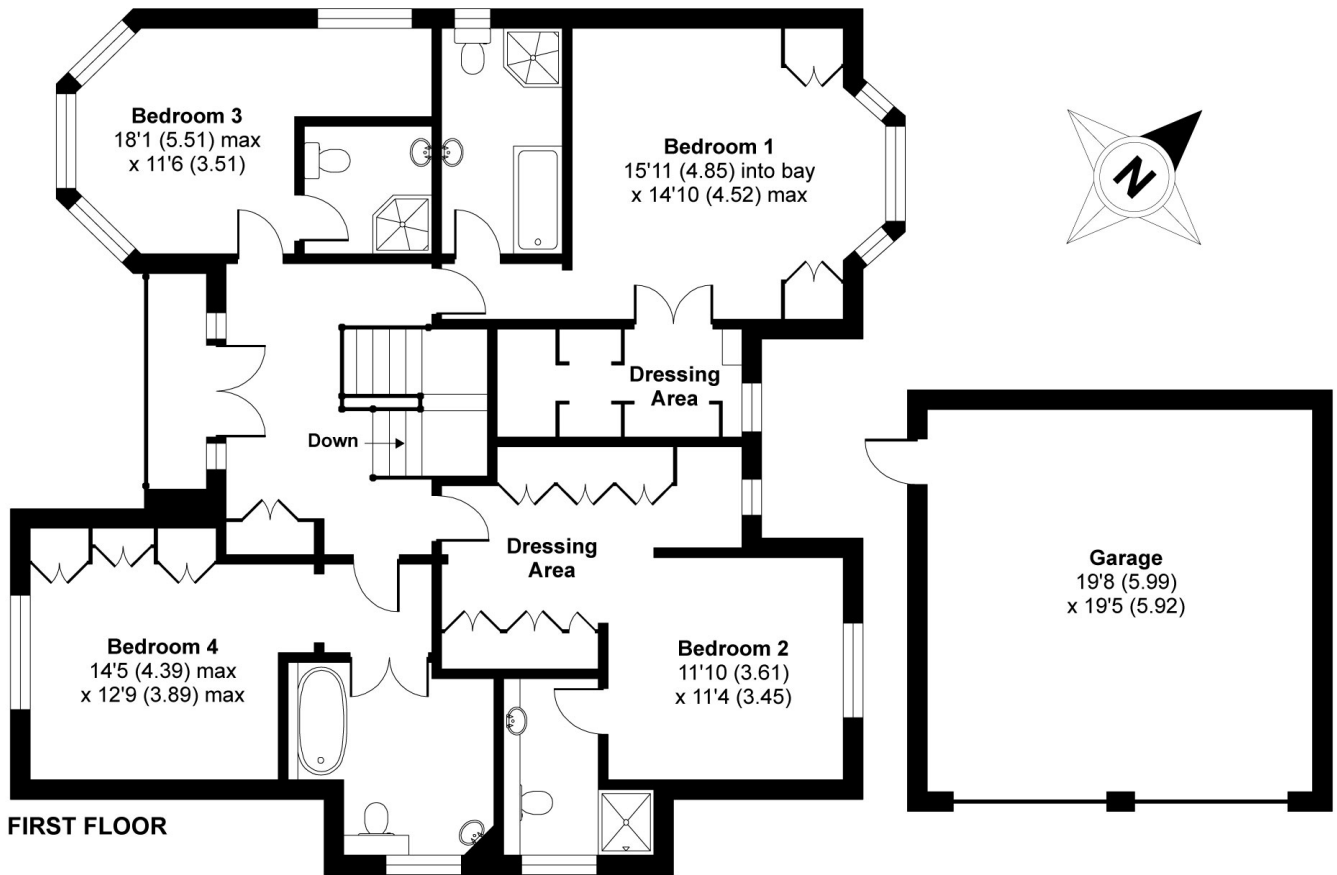 Bedroom 3
18'1 (5.51) max
x 11'6 (3.51)
Bedroom 1
15'11 (4.85) into bay
x 14'10 (4.52) max
N
Dressing
Area
Down
Dressing
Area
Garage
19'8 (5.99)
x 19'5 (5.92)
Bedroom 4
14'5 (4.39) max
x 12'9 (3.89) max
Bedroom 2
11'10 (3.61)
x 11'4 (3.45)
FIRST FLOOR